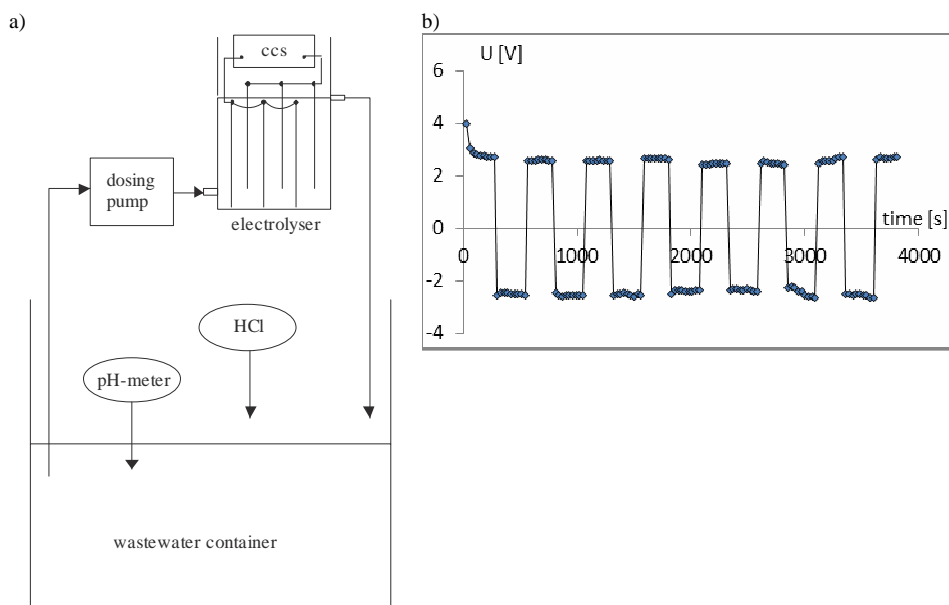 a)
ccs
dosing
pump
electrolyser
HCl
pH-meter
wastewater container
b)
U [V]
6
4
2
0
-2
-4
time [s]
0
1000
2000
3000
4000